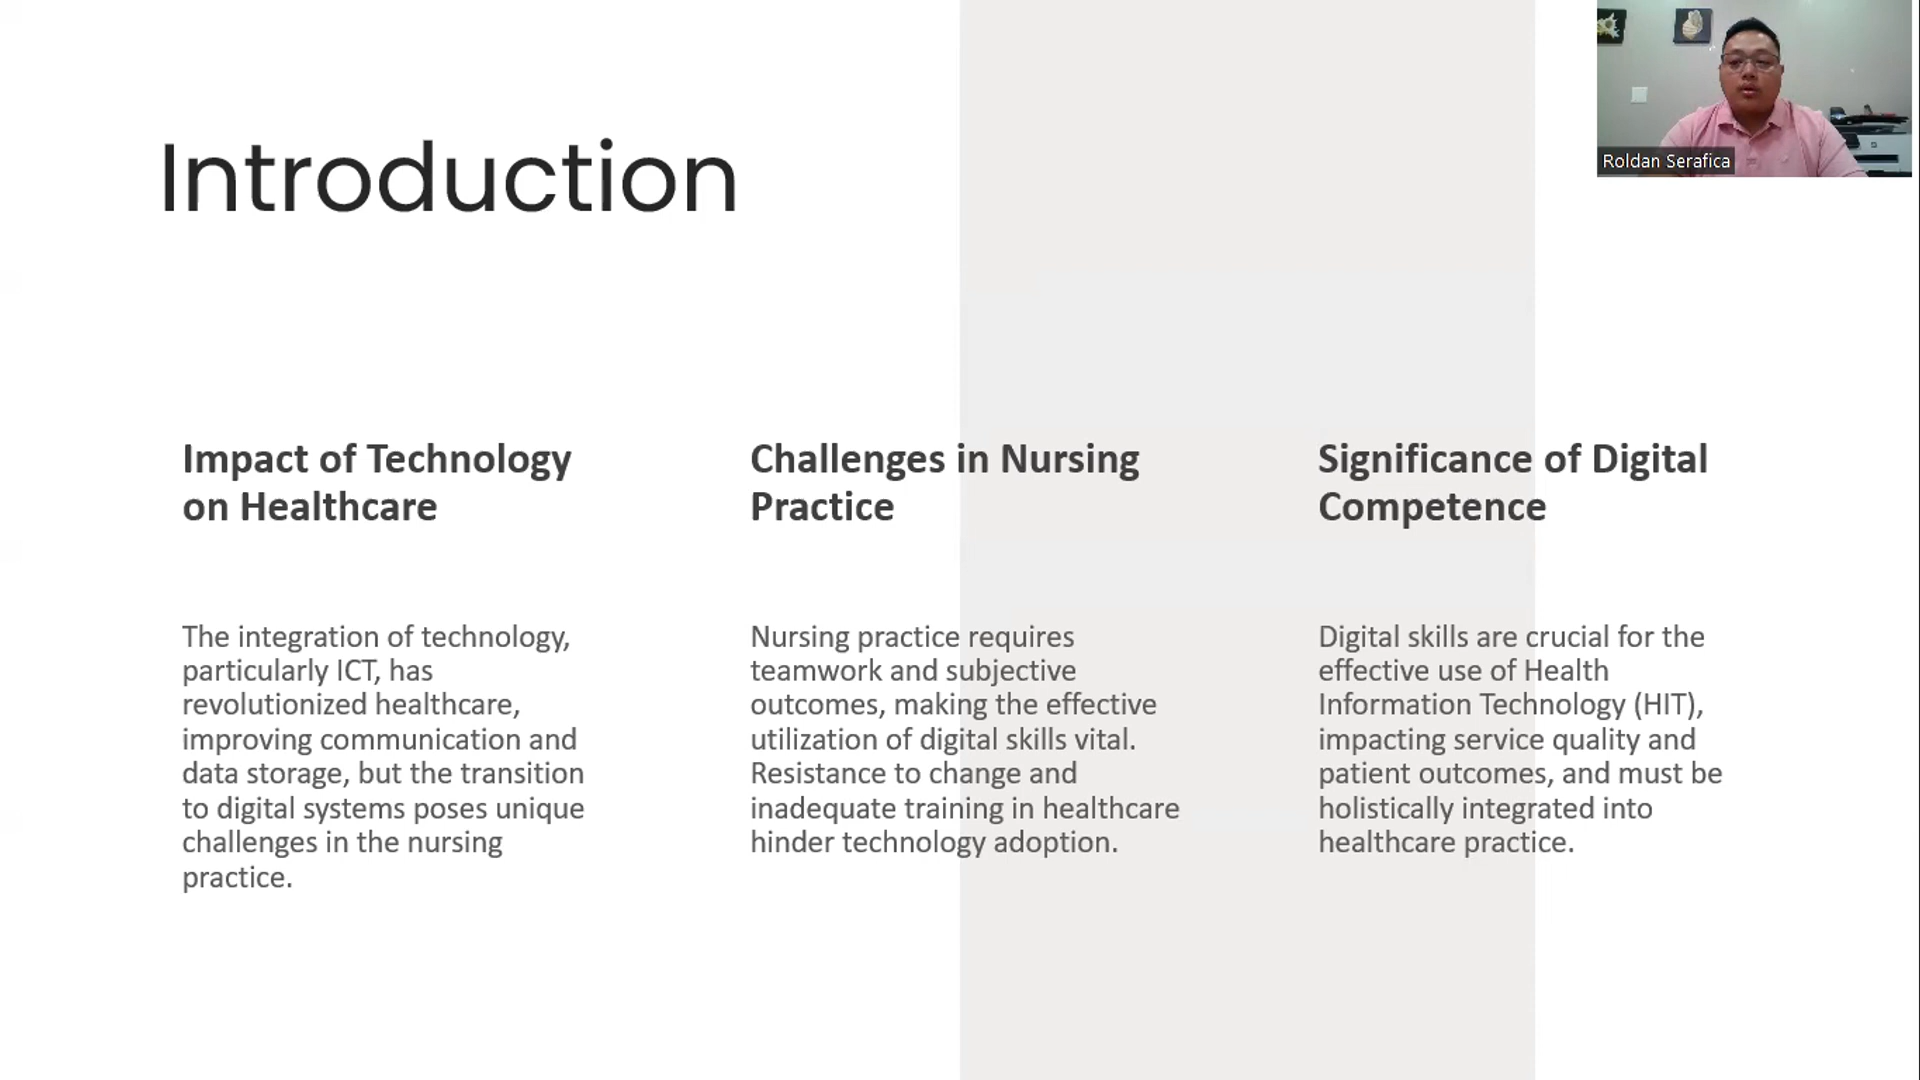 Introduction
Roldan Serafica
Impact of Technology
on Healthcare
The integration of technology,
particularly ICT, has
revolutionized healthcare,
improving communication and
data storage, but the transition
to digital systems poses unique
challenges in the nursing
practice.
Challenges in Nursing
Practice
Nursing practice requires
teamwork and subjective
outcomes, making the effective
utilization of digital skills vital.
Resistance to change and
inadequate training in healthcare
hinder technology adoption.
Significance of Digital
Competence
Digital skills are crucial for the
effective use of Health
Information Technology (HIT),
impacting service quality and
patient outcomes, and must be
holistically integrated into
healthcare practice.